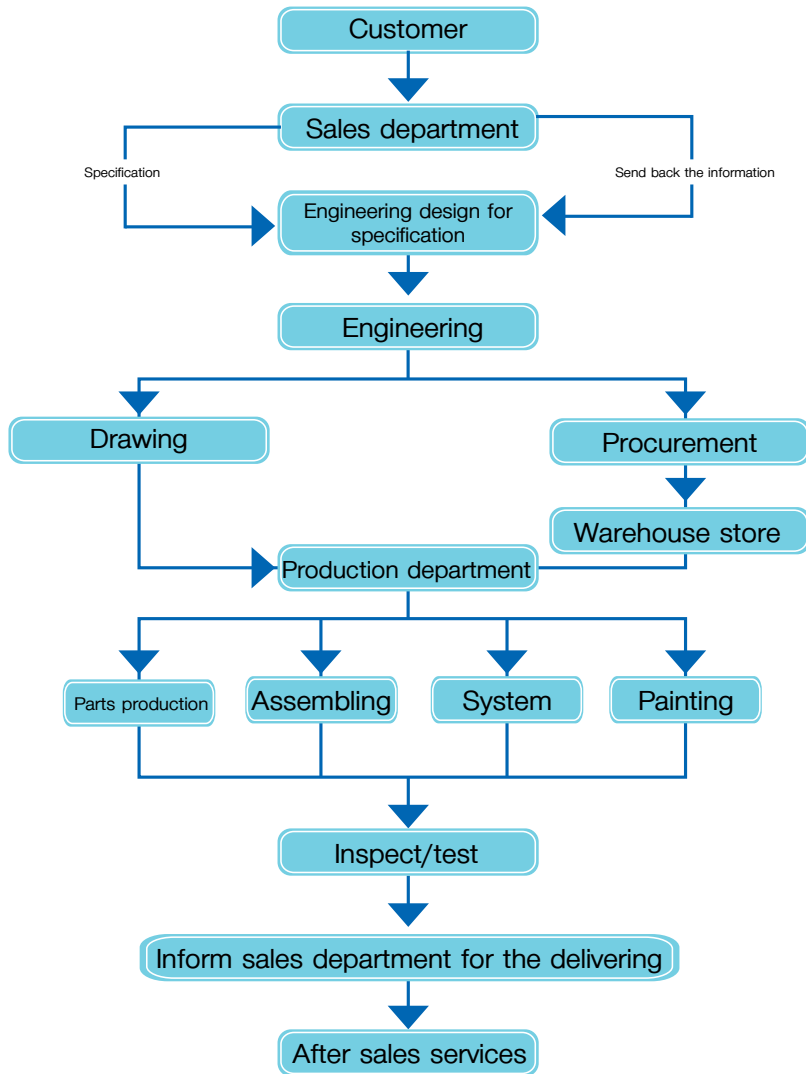 Customer
Sales department
Specification
Send back the information
Engineering design for
specification
Engineering
Drawing
Procurement
Warehouse store
Production department
Parts production
Assembling
System
Painting
Inspect/test
Inform sales department for the delivering
After sales services